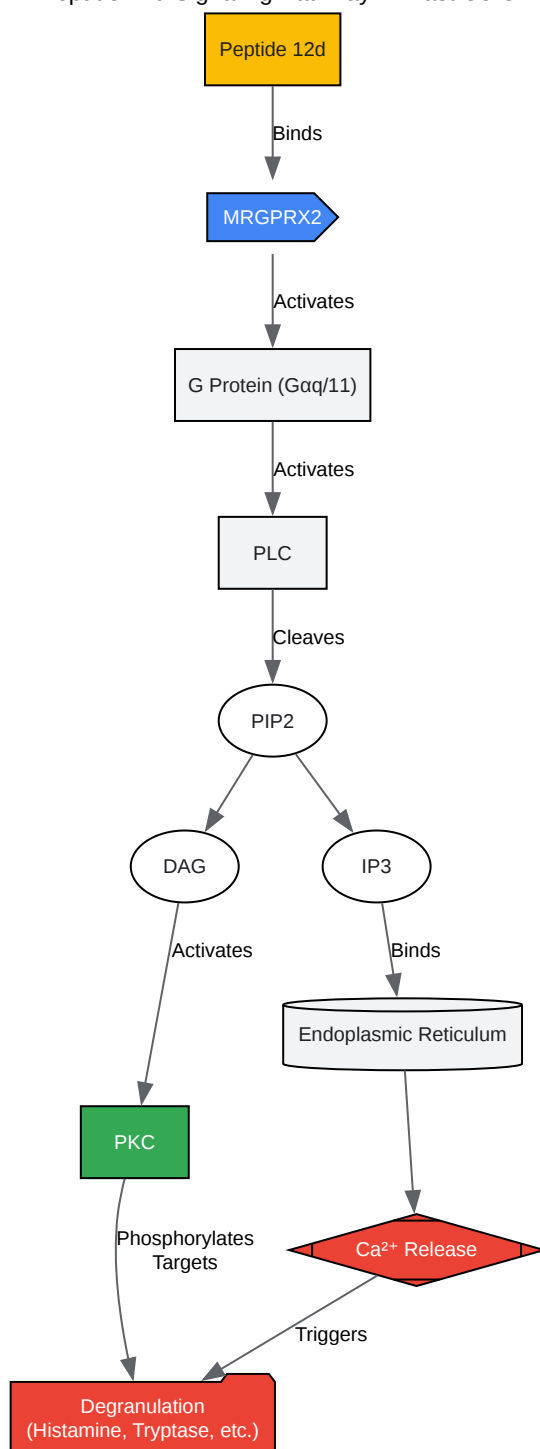 Peptide 12d
Binds
MRGPRX2
Activates
G Protein (Gαq/11)
Activates
PLC
Cleaves
PIP2
DAG
IP3
Activates
Binds
Endoplasmic Reticulum
PKC
Phosphorylates
Targets
Ca²⁺ Release
Triggers
Degranulation
(Histamine, Tryptase, etc.)